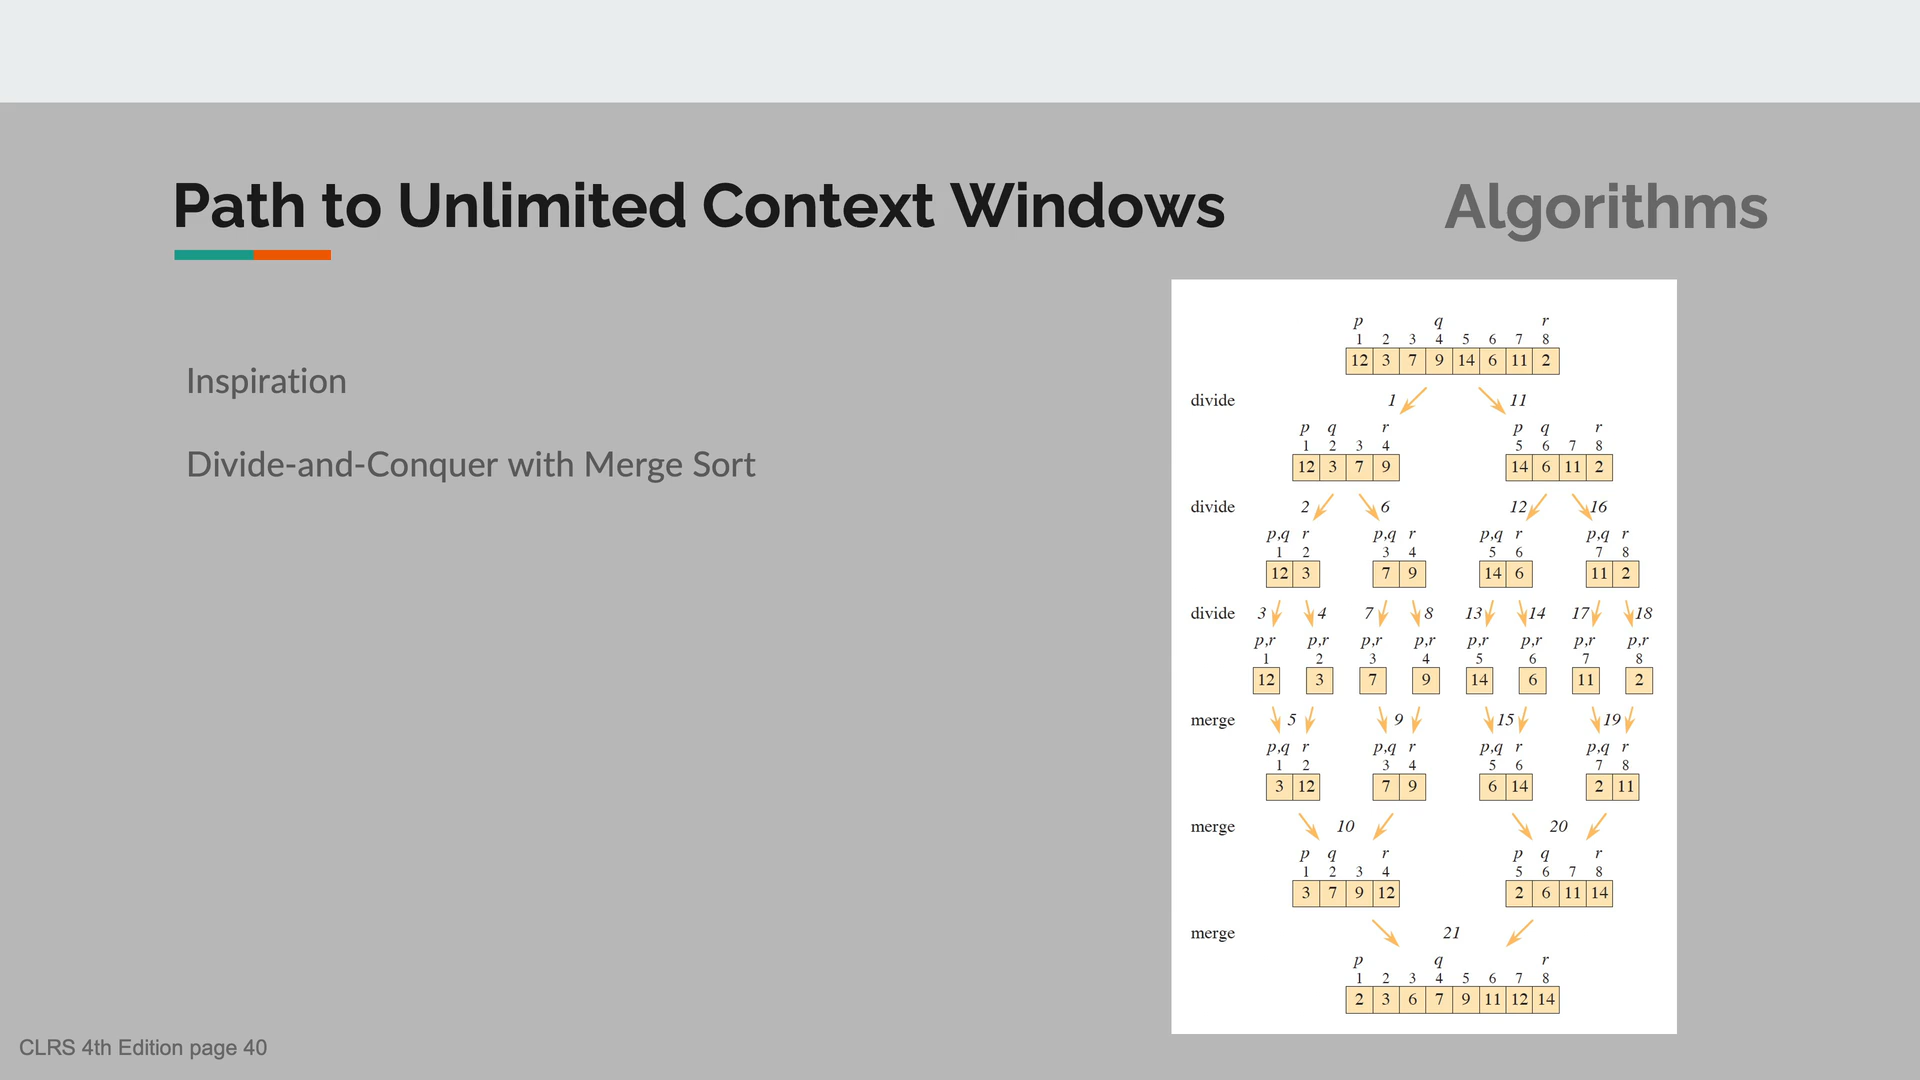 Path to Unlimited Context Windows
Algorithms
Inspiration
Divide-and-Conquer with Merge Sort
p q r
1 2 3 4 5 6 7 8
12 3 7 9 14 6 11 2
divide 1 11
p q r p q r
1 2 3 4 5 6 7 8
12 3 7 9 14 6 11 2
divide 2 6 12 16
p,q r p,q r p,q r p,q r
1 2 3 4 5 6 7 8
12 3 7 9 14 6 11 2
divide 3 4 7 8 13 14 17 18
p,r p,r p,r p,r p,r p,r p,r p,r
1 2 3 4 5 6 7 8
12 3 7 9 14 6 11 2
merge 5 9 15 19
p,q r p,q r p,q r p,q r
1 2 3 4 5 6 7 8
3 12 7 9 6 14 2 11
merge 10 20
p q r p q r
1 2 3 4 5 6 7 8
3 7 9 12 2 6 11 14
merge 21
p q r
1 2 3 4 5 6 7 8
2 3 6 7 9 11 12 14
CLRS 4th Edition page 40